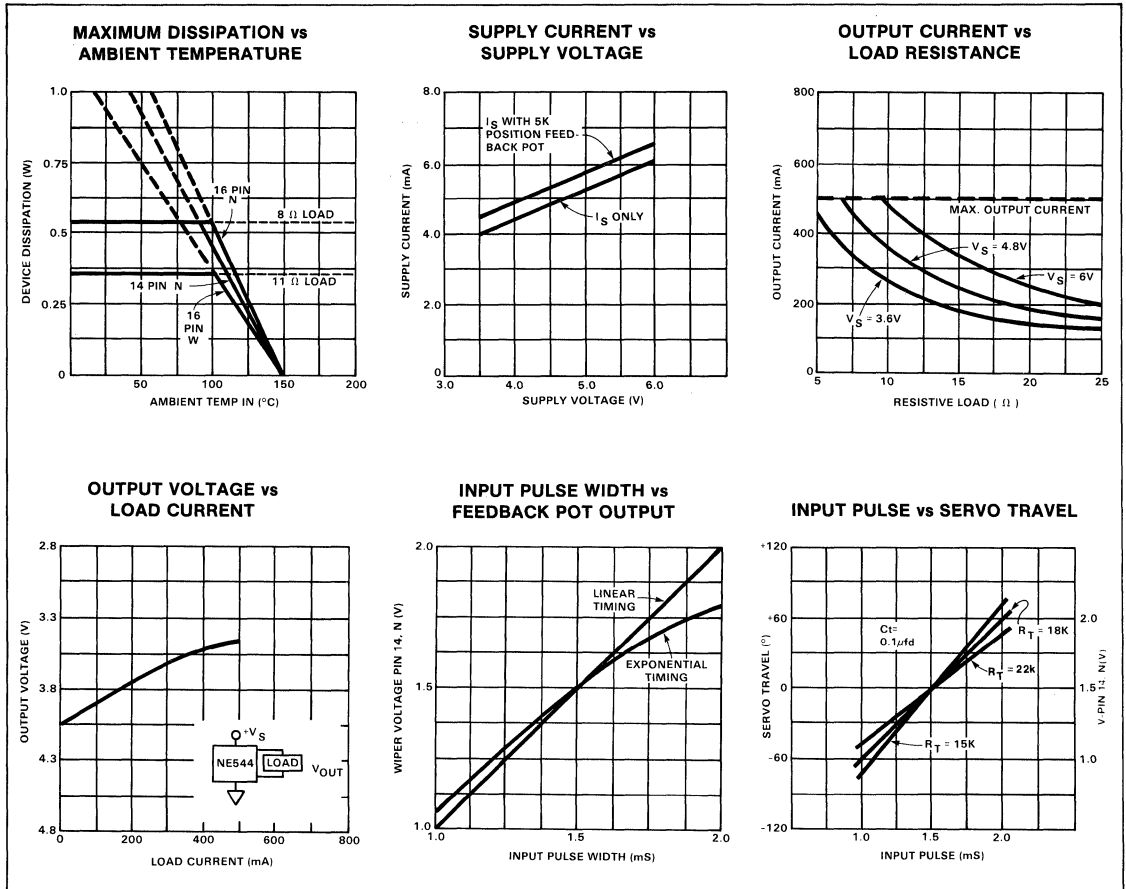 MAXIMUM DISSIPATION vs
AMBIENT TEMPERATURE
1.0
0.75
0.5
0.25
0
DEVICE DISSIPATION (W)
16 PIN
N
8 Ω LOAD
14 PIN N
11 Ω LOAD
16
PIN
W
50
100
150
200
AMBIENT TEMP IN (°C)
SUPPLY CURRENT vs
SUPPLY VOLTAGE
8.0
6.0
4.0
2.0
0
SUPPLY CURRENT (mA)
IS WITH 5K
POSITION FEED-
BACK POT
IS ONLY
3.0
4.0
5.0
6.0
SUPPLY VOLTAGE (V)
OUTPUT CURRENT vs
LOAD RESISTANCE
800
600
400
200
0
OUTPUT CURRENT (mA)
MAX. OUTPUT CURRENT
VS = 4.8V
VS = 6V
VS = 3.6V
5
10
15
20
25
RESISTIVE LOAD ( Ω )
OUTPUT VOLTAGE vs
LOAD CURRENT
2.8
3.3
3.8
4.3
4.8
OUTPUT VOLTAGE (V)
+VS
NE544
LOAD
VOUT
0
200
400
600
800
LOAD CURRENT (mA)
INPUT PULSE WIDTH vs
FEEDBACK POT OUTPUT
2.0
1.5
1.0
WIPER VOLTAGE PIN 14, N (V)
LINEAR
TIMING
EXPONENTIAL
TIMING
1.0
1.5
2.0
INPUT PULSE WIDTH (mS)
INPUT PULSE vs SERVO TRAVEL
+120
+60
0
-60
-120
SERVO TRAVEL (°)
Ct=
0.1μfd
RT = 18K
RT = 22k
RT = 15K
2.0
1.5
1.0
V-PIN 14, N(V)
1.0
1.5
2.0
INPUT PULSE (mS)